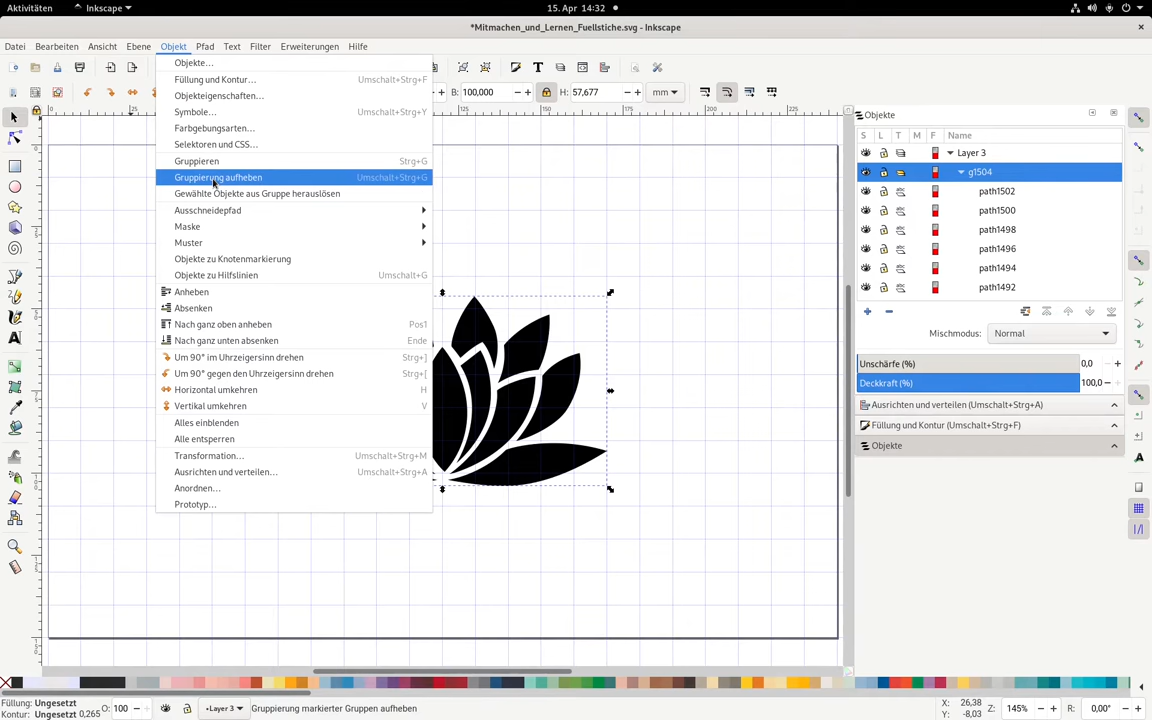 Aktivitäten
Inkscape
15. Apr 14:32
*Mitmachen_und_Lernen_Fuellstiche.svg - Inkscape
Datei Bearbeiten Ansicht Ebene Objekt Pfad Text Filter Erweiterungen Hilfe
Objekte...
Füllung und Kontur... Umschalt+Strg+F
Objekteigenschaften...
Symbole... Umschalt+Strg+Y
Farbgebungsarten...
Selektoren und CSS...
Gruppieren Strg+G
Gruppierung aufheben Umschalt+Strg+G
Gewählte Objekte aus Gruppe herauslösen
Ausschneidepfad
Maske
Muster
Objekte zu Knotenmarkierung
Objekte zu Hilfslinien Umschalt+G
Anheben
Absenken
Nach ganz oben anheben Pos1
Nach ganz unten absenken Ende
Um 90° im Uhrzeigersinn drehen Strg+]
Um 90° gegen den Uhrzeigersinn drehen Strg+[
Horizontal umkehren H
Vertikal umkehren V
Alles einblenden
Alle entsperren
Transformation... Umschalt+Strg+M
Ausrichten und verteilen... Umschalt+Strg+A
Anordnen...
Prototyp...
B: 100,000 H: 57,677 mm
125 150 175 200 225
Objekte
S L T M F Name
Layer 3
g1504
path1502
path1500
path1498
path1496
path1494
path1492
Mischmodus: Normal
Unschärfe (%) 0,0
Deckkraft (%) 100,0
Ausrichten und verteilen (Umschalt+Strg+A)
Füllung und Kontur (Umschalt+Strg+F)
Objekte
Füllung: Ungesetzt
Kontur: Ungesetzt 0,265
O: 100
•Layer 3
Gruppierung markierter Gruppen aufheben
X: 26,38
Y: -8,03
Z: 145%
R: 0,00°